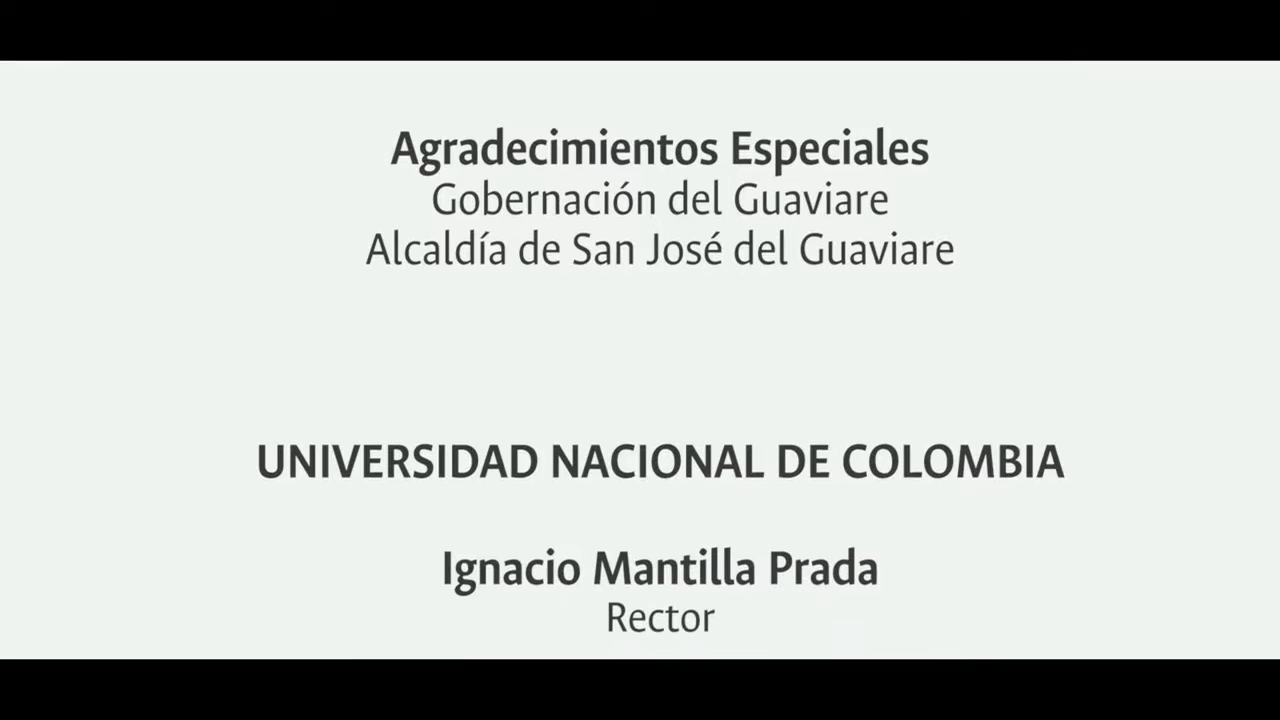 Agradecimientos Especiales
Gobernación del Guaviare
Alcaldía de San José del Guaviare
UNIVERSIDAD NACIONAL DE COLOMBIA
Ignacio Mantilla Prada
Rector